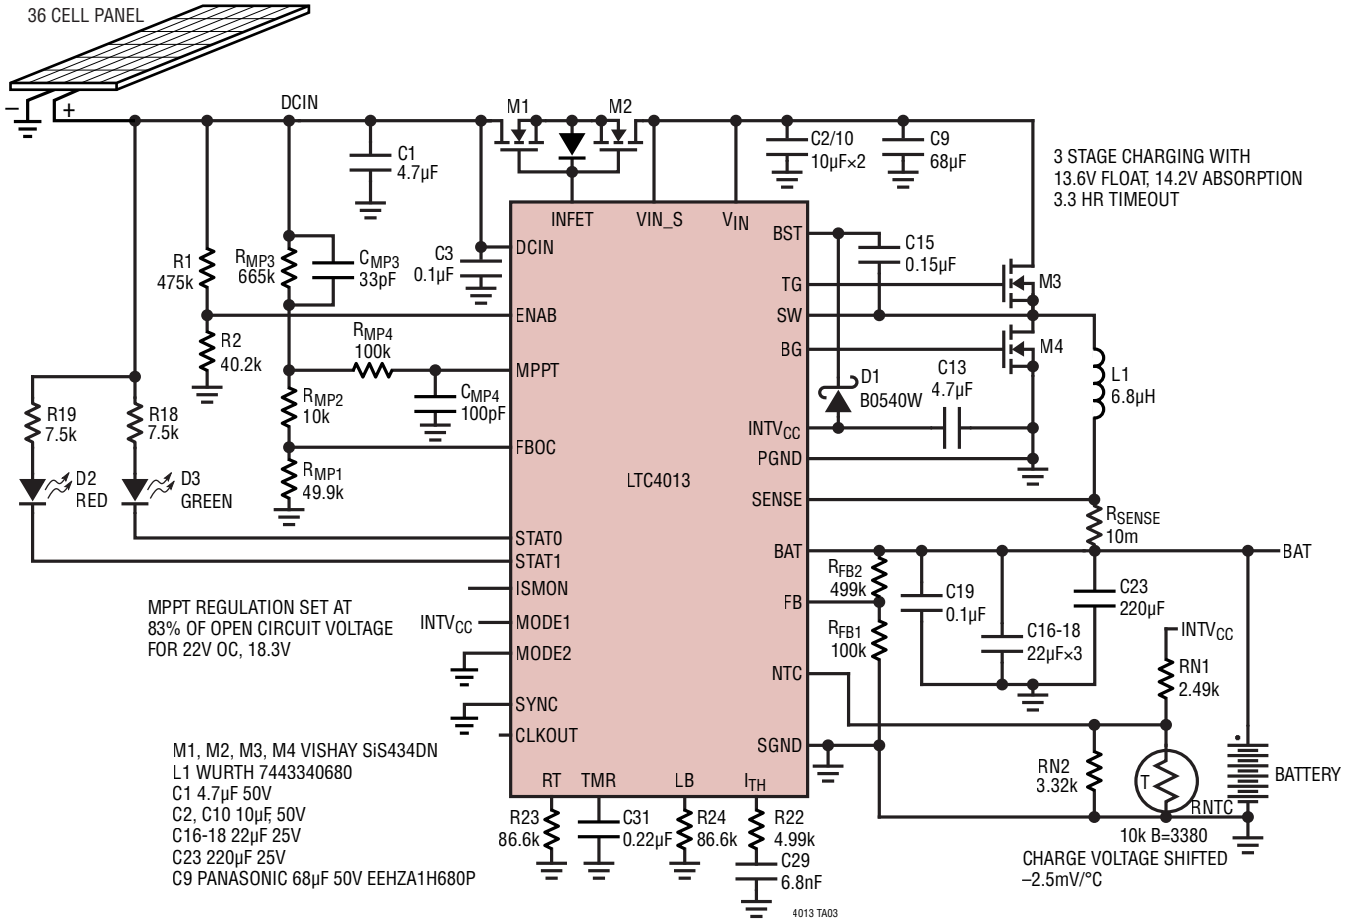 36 CELL PANEL
–
+
DCIN
M1
M2
C1
4.7µF
C2/10
10µF×2
C9
68µF
3 STAGE CHARGING WITH
13.6V FLOAT, 14.2V ABSORPTION
3.3 HR TIMEOUT
INFET
VIN_S
VIN
R1
475k
RMP3
665k
CMP3
33pF
C3
0.1µF
DCIN
BST
C15
0.15µF
TG
M3
ENAB
SW
R2
40.2k
RMP4
100k
BG
M4
MPPT
D1
B0540W
C13
4.7µF
L1
6.8µH
RMP2
10k
CMP4
100pF
R19
7.5k
R18
7.5k
INTVCC
FBOC
PGND
RMP1
49.9k
D2
RED
D3
GREEN
LTC4013
SENSE
RSENSE
10m
STAT0
STAT1
BAT
BAT
ISMON
RFB2
499k
FB
C19
0.1µF
C23
220µF
MPPT REGULATION SET AT
83% OF OPEN CIRCUIT VOLTAGE
FOR 22V OC, 18.3V
INTVCC
MODE1
MODE2
RFB1
100k
C16-18
22µF×3
INTVCC
RN1
2.49k
NTC
SYNC
CLKOUT
SGND
M1, M2, M3, M4 VISHAY SiS434DN
L1 WURTH 7443340680
C1 4.7µF 50V
C2, C10 10µF, 50V
C16-18 22µF 25V
C23 220µF 25V
C9 PANASONIC 68µF 50V EEHZA1H680P
RT
TMR
LB
ITH
RN2
3.32k
T
RNTC
BATTERY
R23
86.6k
C31
0.22µF
R24
86.6k
R22
4.99k
C29
6.8nF
10k B=3380
CHARGE VOLTAGE SHIFTED
–2.5mV/°C
4013 TA03